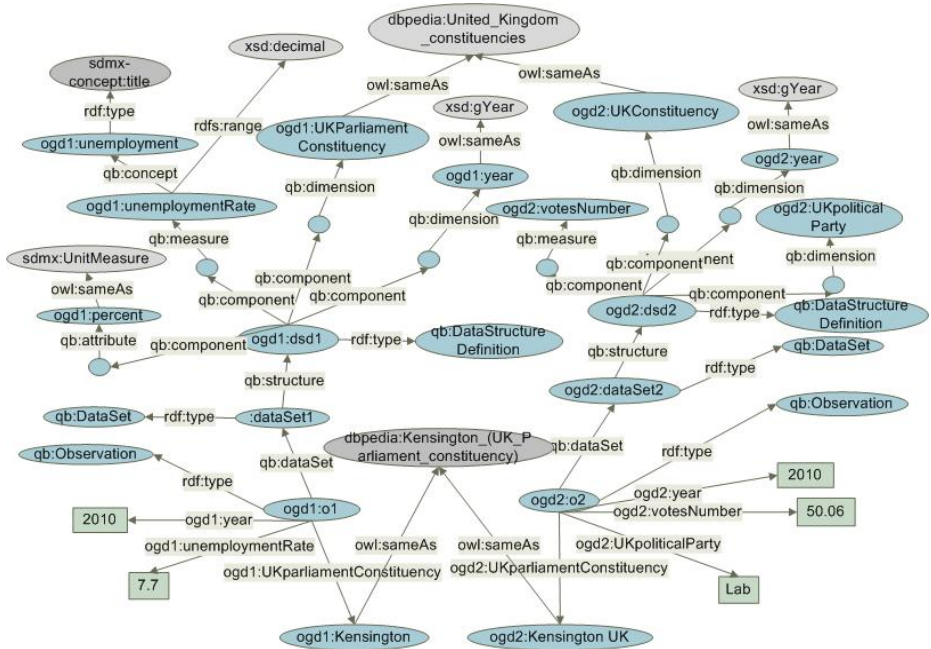 dbpedia:United_Kingdom
_constituencies
xsd:decimal
sdmx-
concept:title
owl:sameAs
owl:sameAs
xsd:gYear
xsd:gYear
rdf:type
rdfs:range
ogd1:UKParliament
Constituency
owl:sameAs
ogd2:UKConstituency
owl:sameAs
ogd1:unemployment
ogd1:year
ogd2:year
qb:concept
qb:dimension
qb:dimension
qb:dimension
ogd1:unemploymentRate
qb:dimension
ogd2:votesNumber
ogd2:UKpolitical
Party
qb:measure
qb:measure
sdmx:UnitMeasure
qb:dimension
qb:component
qb:component
nent
owl:sameAs
qb:component
qb:component
qb:component
qb:component
ogd1:percent
ogd2:dsd2
qb:DataStructure
Definition
qb:attribute
qb:component
ogd1:dsd1
rdf:type
qb:DataStructure
Definition
rdf:type
qb:structure
qb:DataSet
qb:structure
rdf:type
ogd2:dataSet2
qb:DataSet
rdf:type
:dataSet1
qb:Observation
dbpedia:Kensington_(UK_P
arliament_constituency)
qb:Observation
qb:dataSet
qb:dataSet
rdf:type
rdf:type
2010
ogd1:o1
ogd2:o2
ogd2:year
2010
ogd1:year
ogd2:votesNumber
50.06
ogd1:unemploymentRate
owl:sameAs
owl:sameAs
ogd2:UKpoliticalParty
7.7
ogd1:UKparliamentConstituency
ogd2:UKparliamentConstituency
Lab
ogd1:Kensington
ogd2:Kensington UK